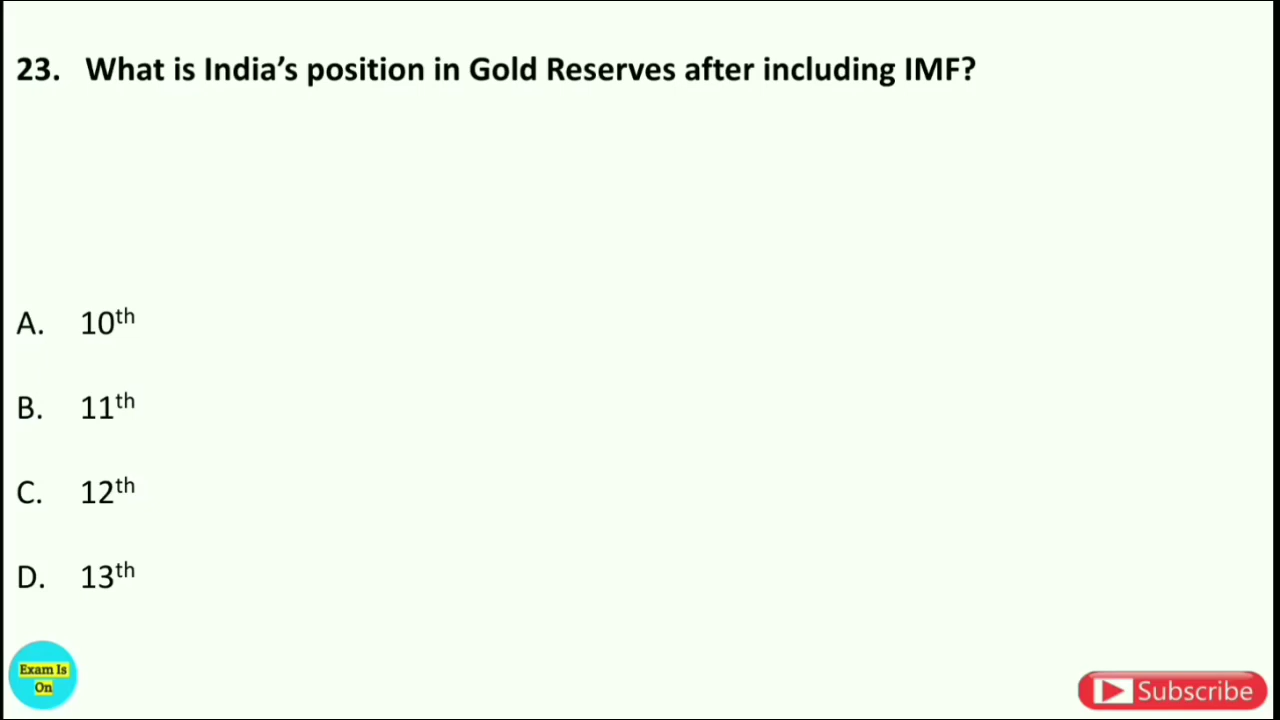 23. What is India’s position in Gold Reserves after including IMF?
A. 10th
B. 11th
C. 12th
D. 13th
Exam Is
On
Subscribe